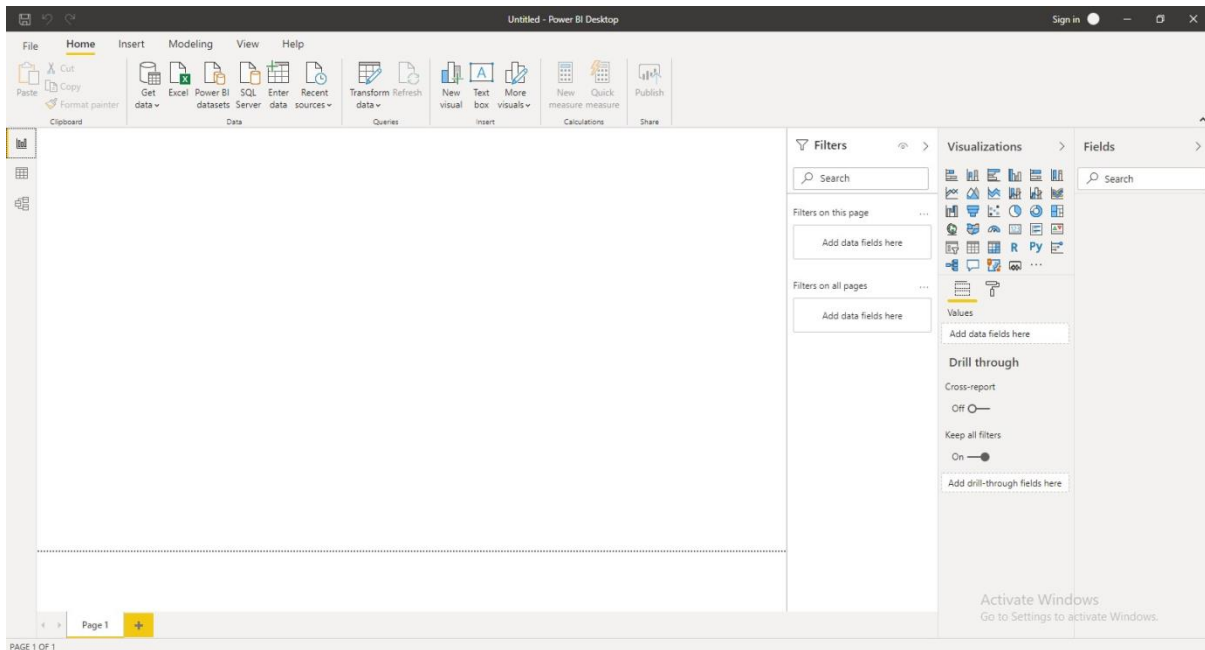 Untitled - Power BI Desktop
Sign in
File Home Insert Modeling View Help
Paste
Cut
Copy
Format painter
Clipboard
Get data
Excel
Power BI datasets
SQL Server
Enter data
Recent sources
Data
Transform data
Refresh
Queries
New visual
Text box
More visuals
Insert
New measure
Quick measure
Calculations
Publish
Share
Filters
Search
Filters on this page
Add data fields here
Filters on all pages
Add data fields here
Visualizations
R Py
Values
Add data fields here
Drill through
Cross-report
Off
Keep all filters
On
Add drill-through fields here
Fields
Search
Activate Windows
Go to Settings to activate Windows.
Page 1
PAGE 1 OF 1